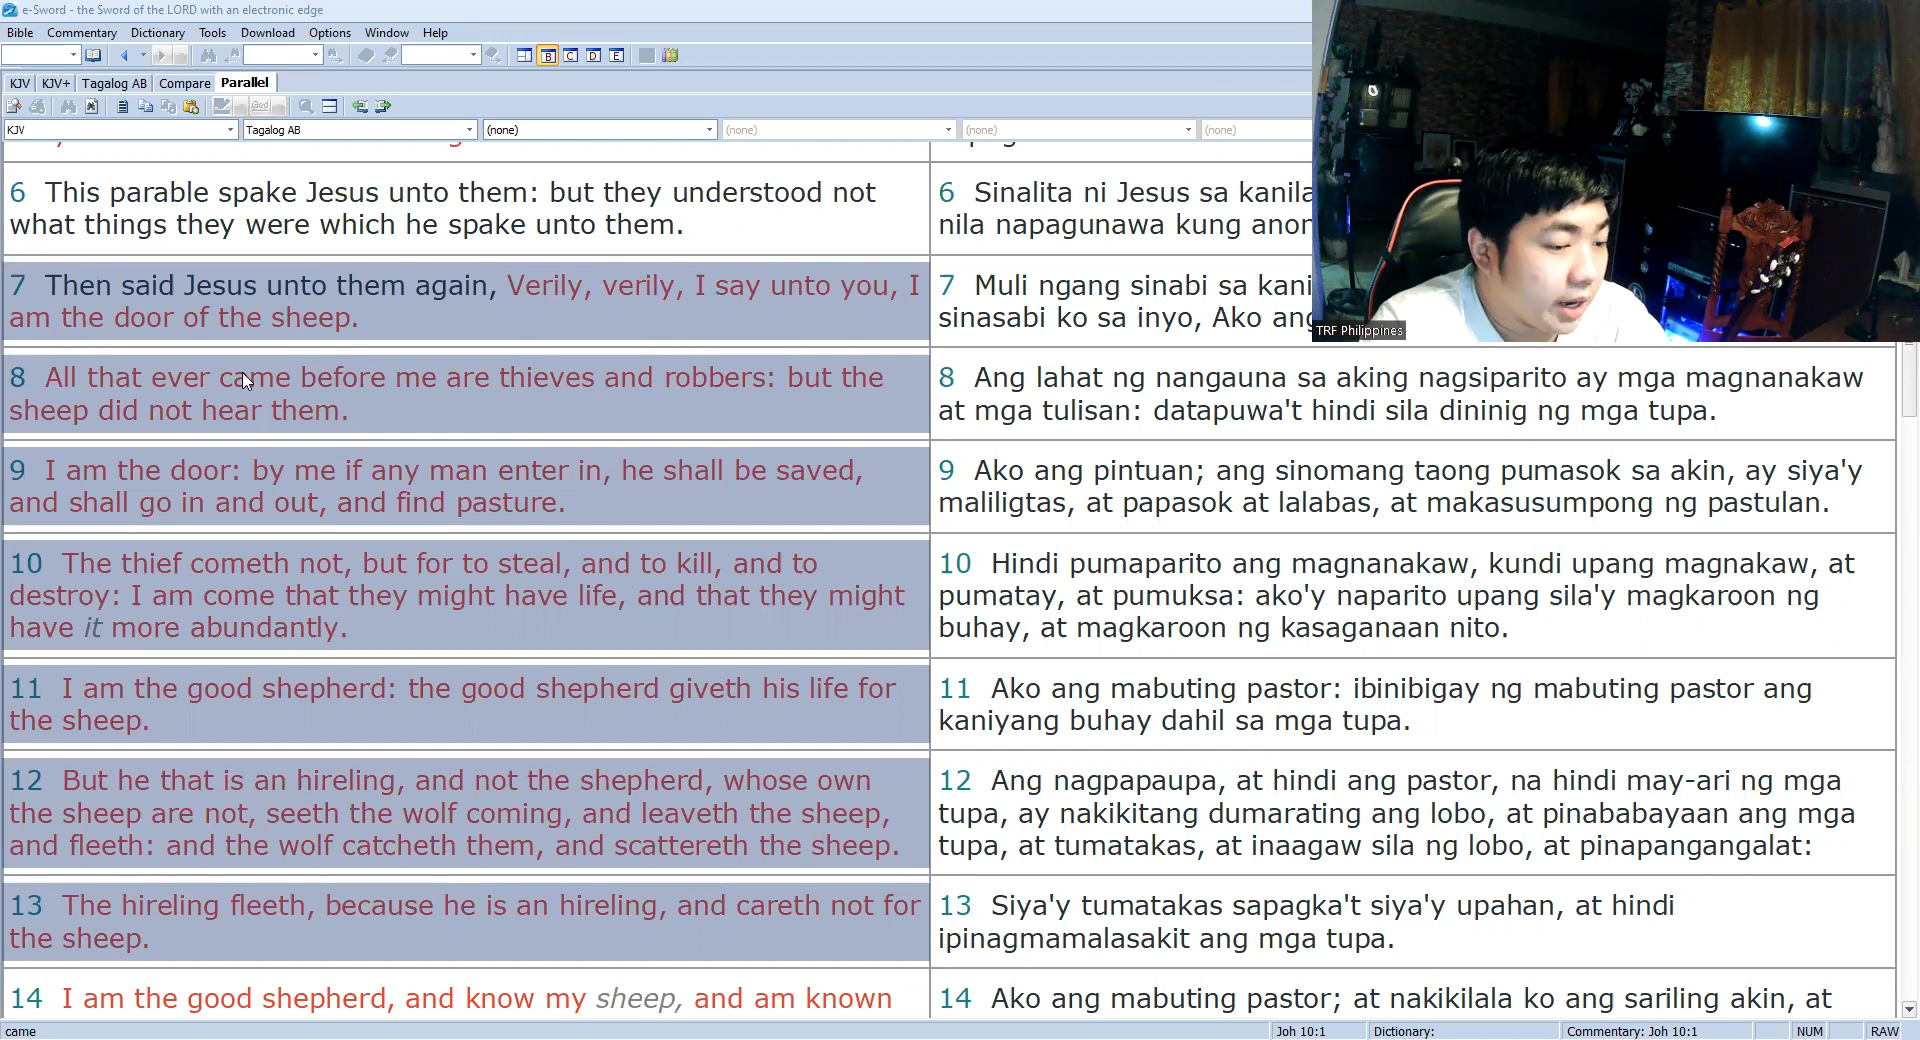 e-Sword - the Sword of the LORD with an electronic edge
Bible Commentary Dictionary Tools Download Options Window Help
B C D E
KJV KJV+ Tagalog AB Compare Parallel
God
KJV Tagalog AB (none) (none) (none) (none)
6 This parable spake Jesus unto them: but they understood not
what things they were which he spake unto them.
7 Then said Jesus unto them again, Verily, verily, I say unto you, I
am the door of the sheep.
8 All that ever came before me are thieves and robbers: but the
sheep did not hear them.
9 I am the door: by me if any man enter in, he shall be saved,
and shall go in and out, and find pasture.
10 The thief cometh not, but for to steal, and to kill, and to
destroy: I am come that they might have life, and that they might
have it more abundantly.
11 I am the good shepherd: the good shepherd giveth his life for
the sheep.
12 But he that is an hireling, and not the shepherd, whose own
the sheep are not, seeth the wolf coming, and leaveth the sheep,
and fleeth: and the wolf catcheth them, and scattereth the sheep.
13 The hireling fleeth, because he is an hireling, and careth not for
the sheep.
14 I am the good shepherd, and know my sheep, and am known
6 Sinalita ni Jesus sa kanila
nila napagunawa kung
7 Muli ngang sinabi sa
sinasabi ko sa inyo, Ako ang
TRF Philippines
8 Ang lahat ng nangauna sa aking nagsiparito ay mga magnanakaw
at mga tulisan: datapuwa't hindi sila dininig ng mga tupa.
9 Ako ang pintuan; ang sinomang taong pumasok sa akin, ay siya'y
maliligtas, at papasok at lalabas, at makasusumpong ng pastulan.
10 Hindi pumaparito ang magnanakaw, kundi upang magnakaw, at
pumatay, at pumuksa: ako'y naparito upang sila'y magkaroon ng
buhay, at magkaroon ng kasaganaan nito.
11 Ako ang mabuting pastor: ibinibigay ng mabuting pastor ang
kaniyang buhay dahil sa mga tupa.
12 Ang nagpapaupa, at hindi ang pastor, na hindi may-ari ng mga
tupa, ay nakikitang dumarating ang lobo, at pinababayaan ang mga
tupa, at tumatakas, at inaagaw sila ng lobo, at pinapangangalat:
13 Siya'y tumatakas sapagka't siya'y upahan, at hindi
ipinagmamalasakit ang mga tupa.
14 Ako ang mabuting pastor; at nakikilala ko ang sariling akin, at
came Joh 10:1 Dictionary: Commentary: Joh 10:1 NUM RAW